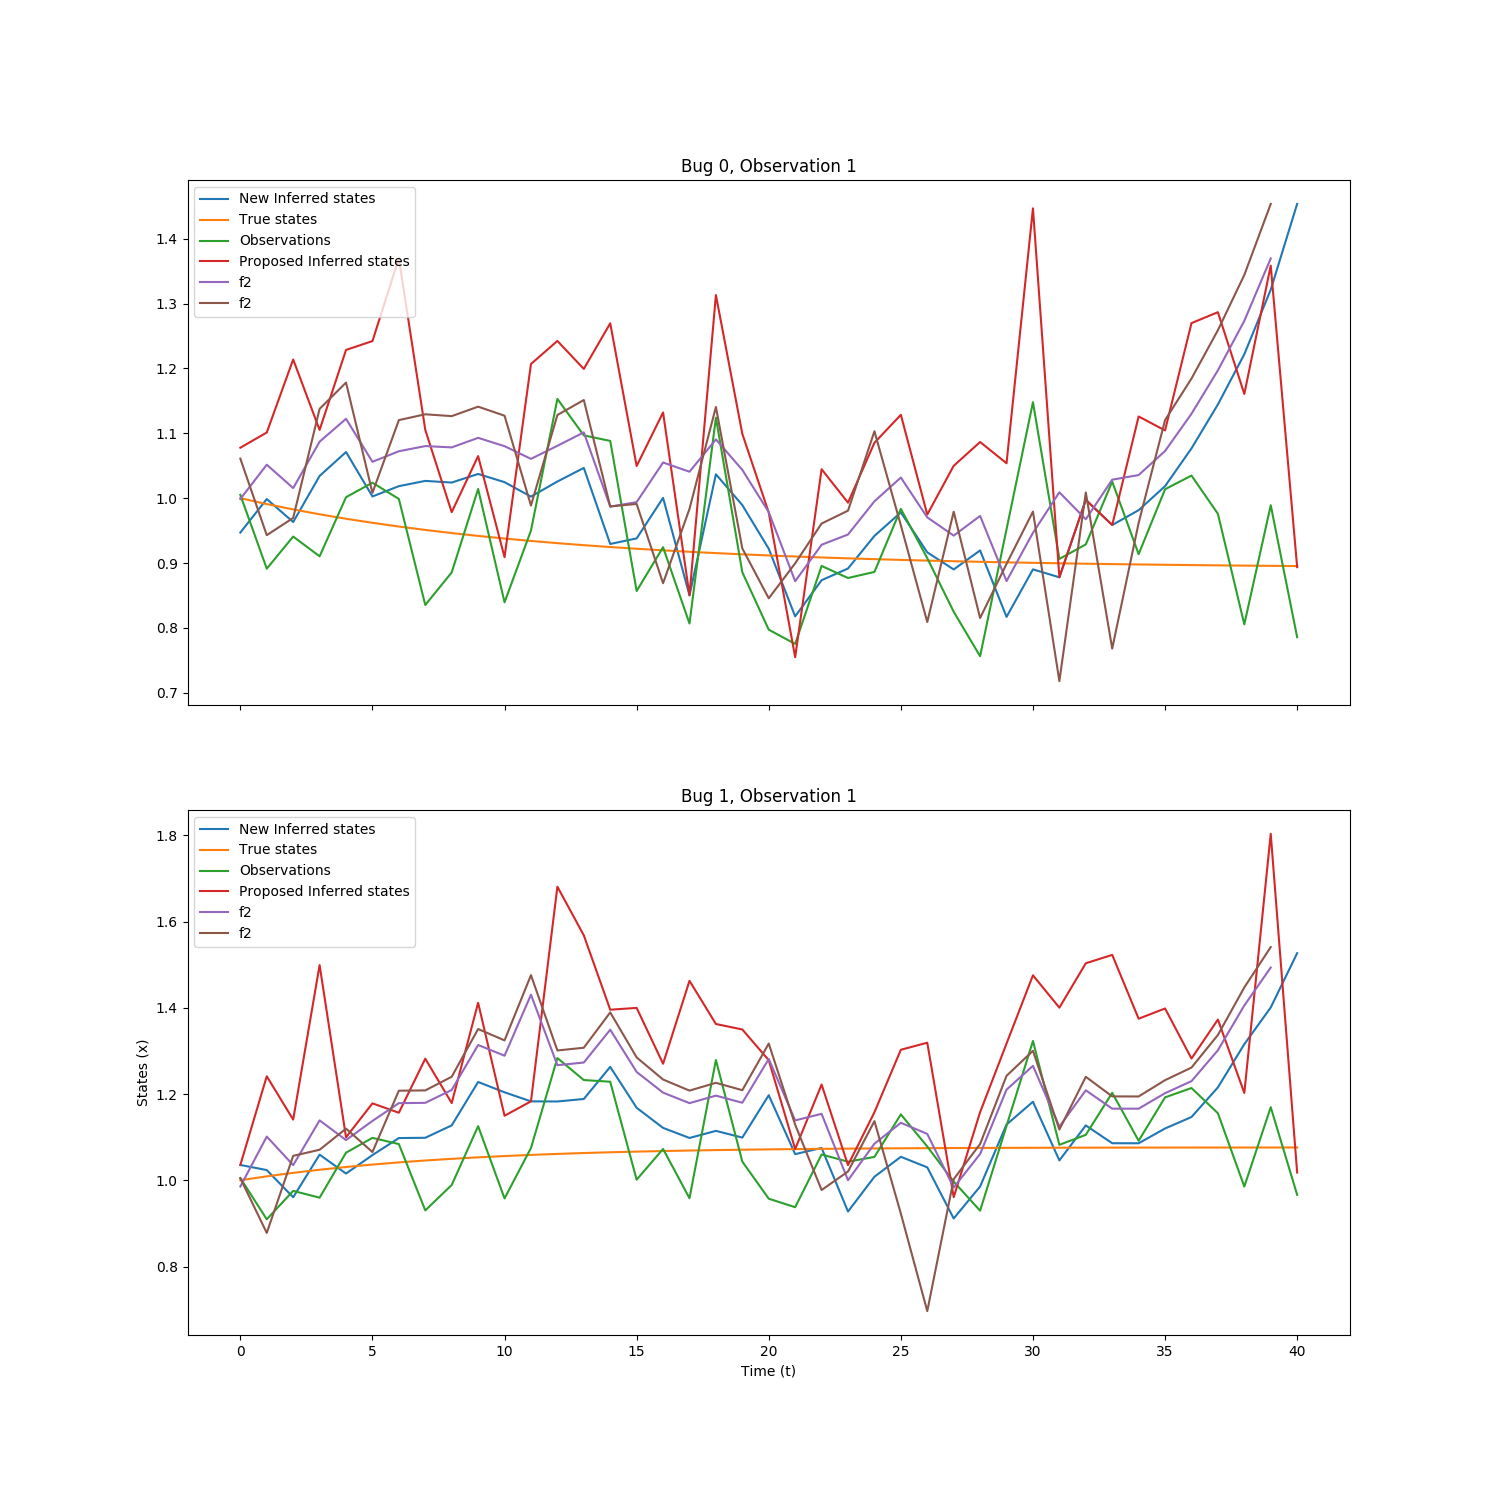 Bug 0, Observation 1
New Inferred states
True states
Observations
Proposed Inferred states
f2
f2
1.4
1.3
1.2
1.1
1.0
0.9
0.8
0.7
Bug 1, Observation 1
New Inferred states
True states
Observations
Proposed Inferred states
f2
f2
1.8
1.6
1.4
1.2
1.0
0.8
States (x)
0 5 10 15 20 25 30 35 40
Time (t)